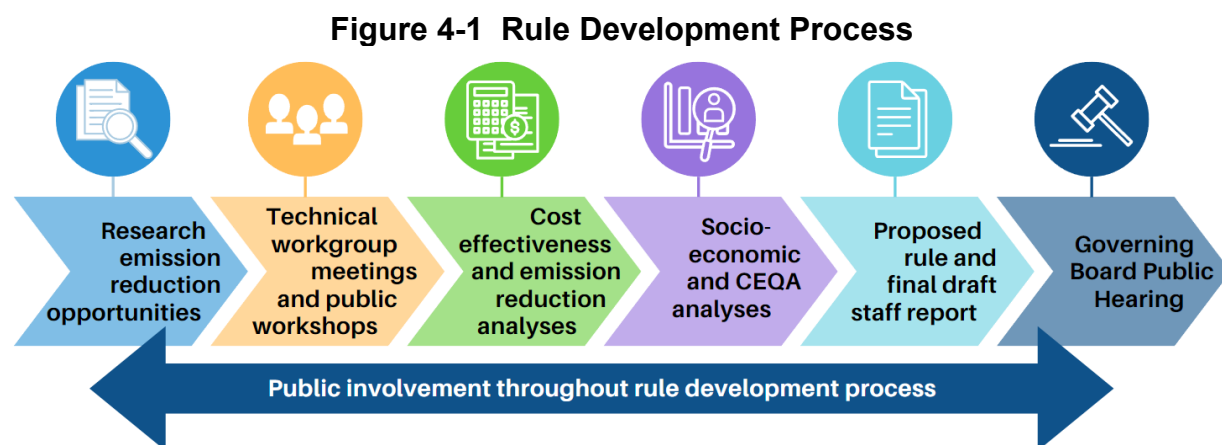 Figure 4-1 Rule Development Process
$
Research
emission
reduction
opportunities
Technical
workgroup
meetings
and public
workshops
Cost
effectiveness
and emission
reduction
analyses
Socio-
economic
and CEQA
analyses
Proposed
rule and
final draft
staff report
Governing
Board Public
Hearing
Public involvement throughout rule development process